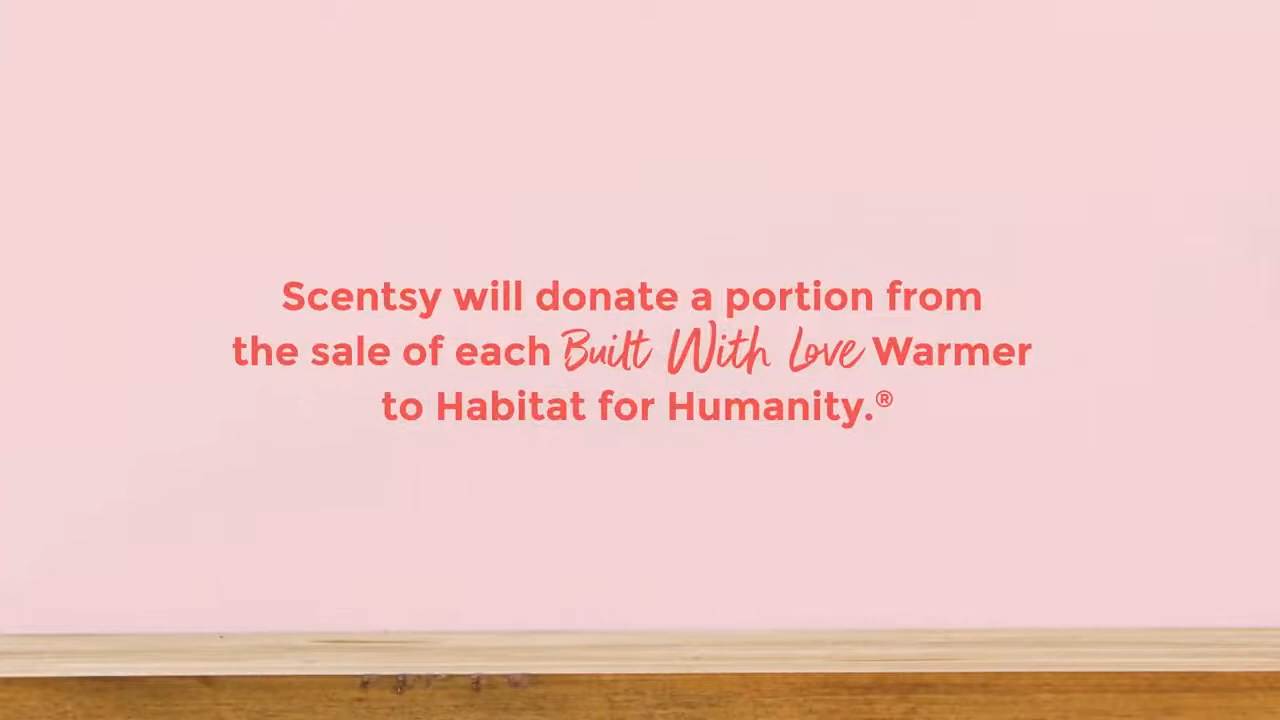 Scentsy will donate a portion from
the sale of each Built With Love Warmer
to Habitat for Humanity.®